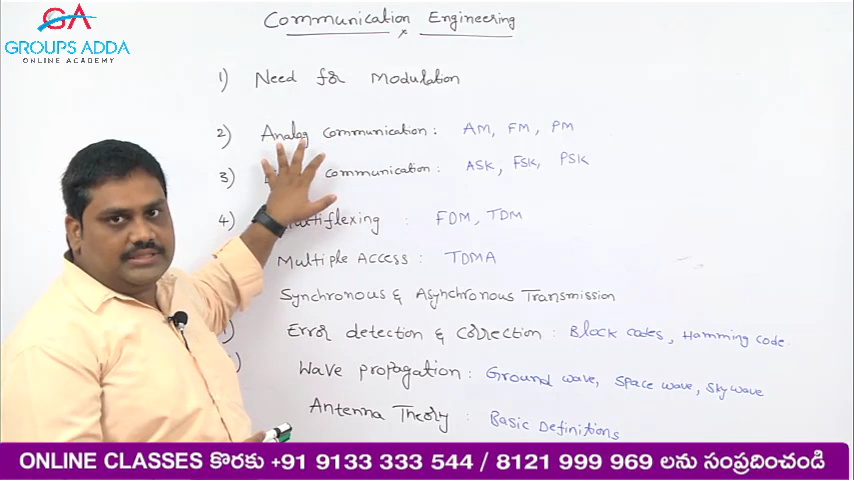 GA
GROUPS ADDA
ONLINE ACADEMY
Communication Engineering
1) Need for Modulation
2) Analog Communication : AM, FM, PM
3) Communication : ASK, FSK, PSK
4) Multiflexing : FDM, TDM
Multiple Access : TDMA
Synchronous & Asynchronous Transmission
) Error detection & Correction : Block codes, Hamming code.
) Wave propagation : Ground wave, Space wave, Sky wave
Antenna Theory : Basic Definitions
ONLINE CLASSES కొరకు +91 9133 333 544 / 8121 999 969 లను సంప్రదించండి